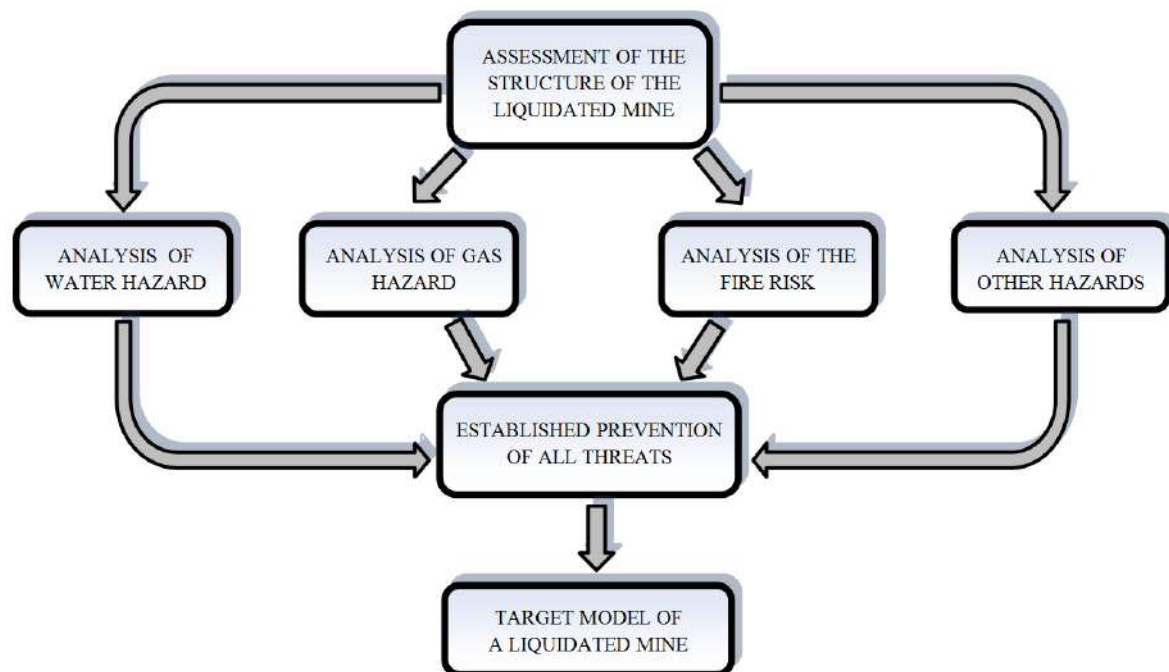 ASSESSMENT OF THE
STRUCTURE OF THE
LIQUIDATED MINE
ANALYSIS OF
WATER HAZARD
ANALYSIS OF GAS
HAZARD
ANALYSIS OF THE
FIRE RISK
ANALYSIS OF
OTHER HAZARDS
ESTABLISHED PREVENTION
OF ALL THREATS
TARGET MODEL OF
A LIQUIDATED MINE